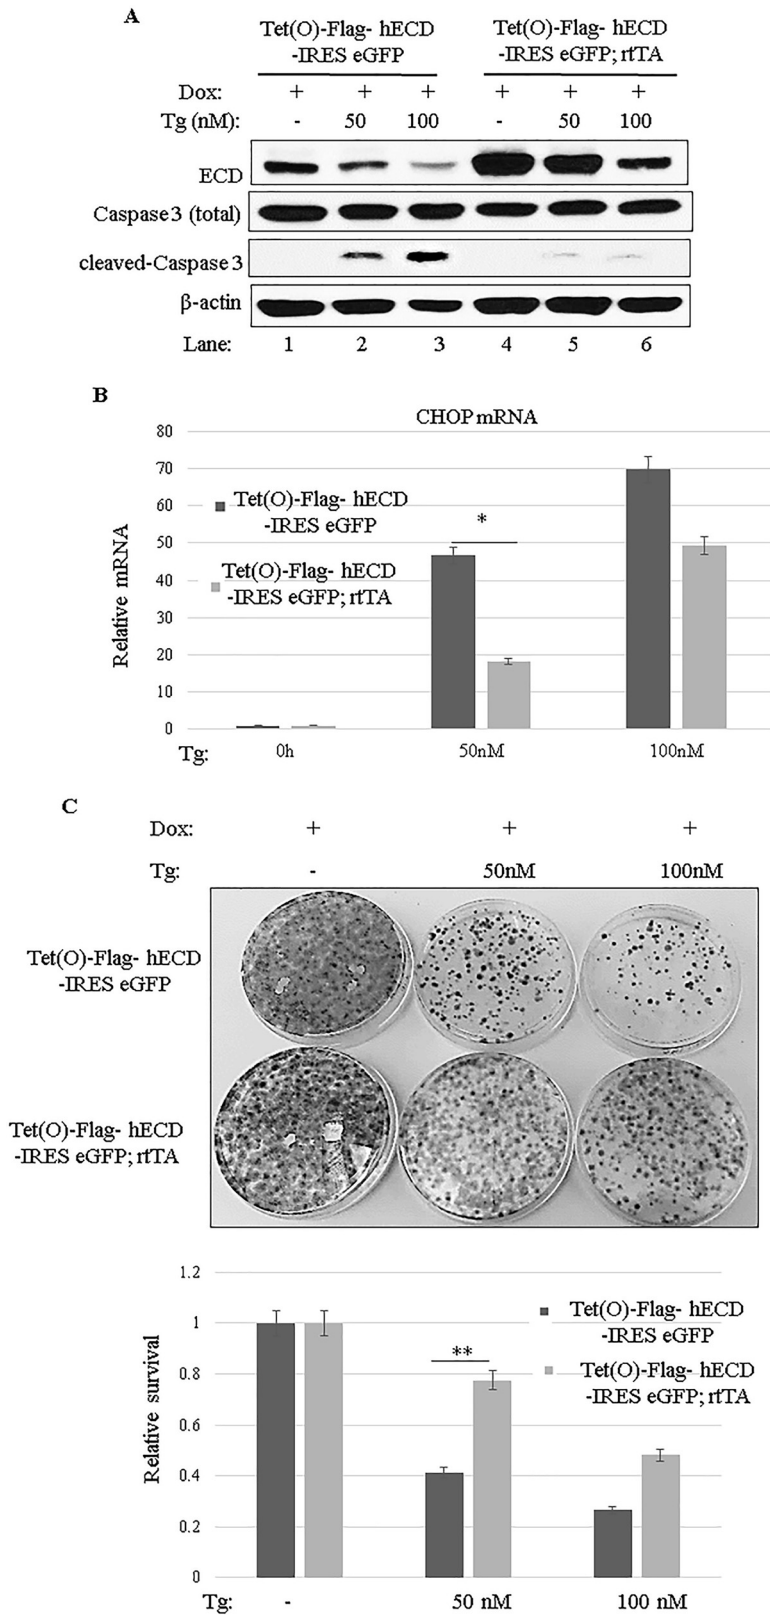 A
Tet(O)-Flag- hECD
-IRES eGFP
Tet(O)-Flag- hECD
-IRES eGFP; rtTA
Dox: + + + + + +
Tg (nM): - 50 100 - 50 100
ECD
Caspase 3 (total)
cleaved-Caspase 3
β-actin
Lane: 1 2 3 4 5 6
B
CHOP mRNA
80
70
60
50
40
30
20
10
0
Relative mRNA
Tet(O)-Flag- hECD
-IRES eGFP
Tet(O)-Flag- hECD
-IRES eGFP; rtTA
*
Tg: 0h 50nM 100nM
C
Dox: + + +
Tg: - 50nM 100nM
Tet(O)-Flag- hECD
-IRES eGFP
Tet(O)-Flag- hECD
-IRES eGFP; rtTA
1.2
1
0.8
0.6
0.4
0.2
0
Relative survival
**
Tet(O)-Flag- hECD
-IRES eGFP
Tet(O)-Flag- hECD
-IRES eGFP; rtTA
Tg: - 50 nM 100 nM